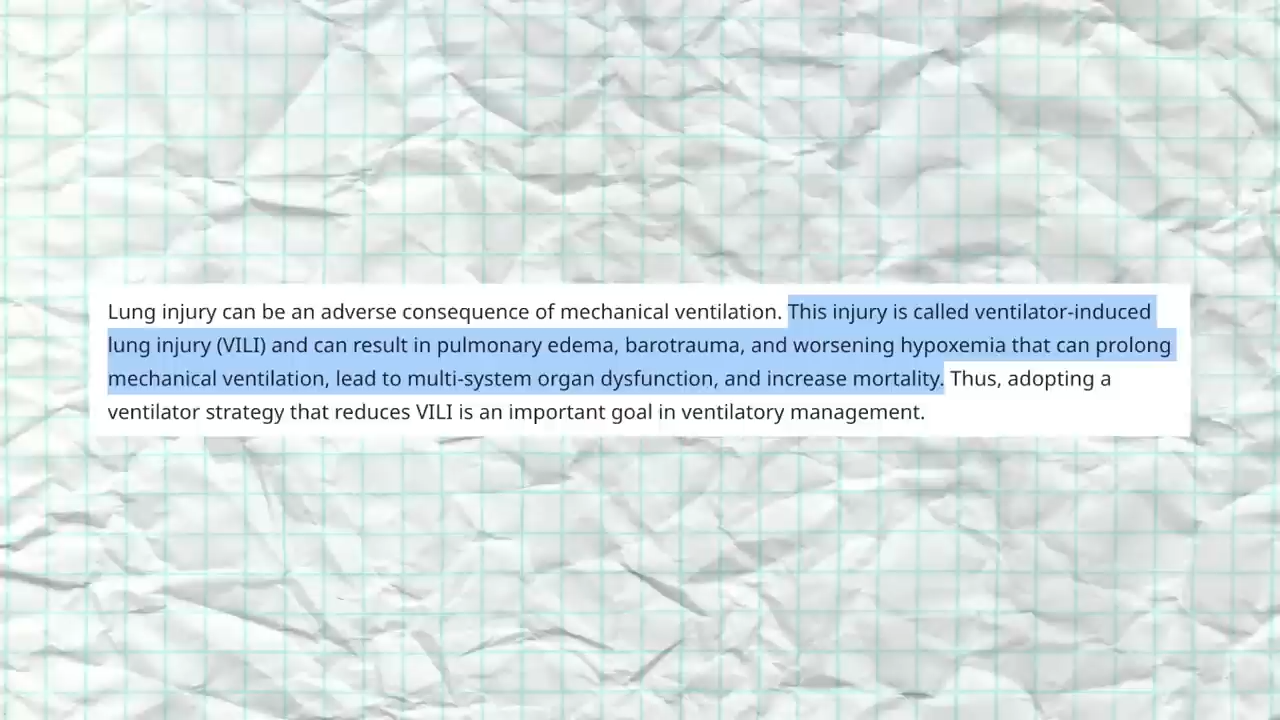 Lung injury can be an adverse consequence of mechanical ventilation. This injury is called ventilator-induced
lung injury (VILI) and can result in pulmonary edema, barotrauma, and worsening hypoxemia that can prolong
mechanical ventilation, lead to multi-system organ dysfunction, and increase mortality. Thus, adopting a
ventilator strategy that reduces VILI is an important goal in ventilatory management.